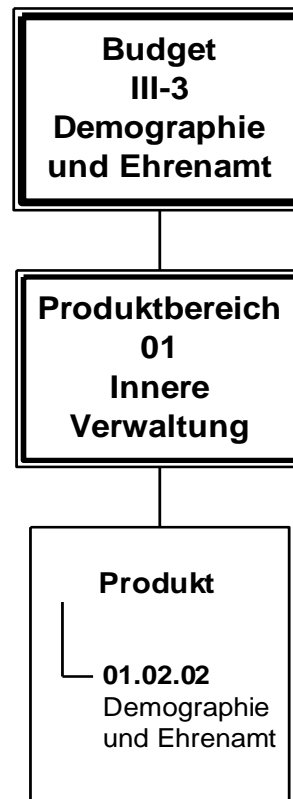 Budget
III-3
Demographie
und Ehrenamt
Produktbereich
01
Innere
Verwaltung
Produkt
01.02.02
Demographie
und Ehrenamt